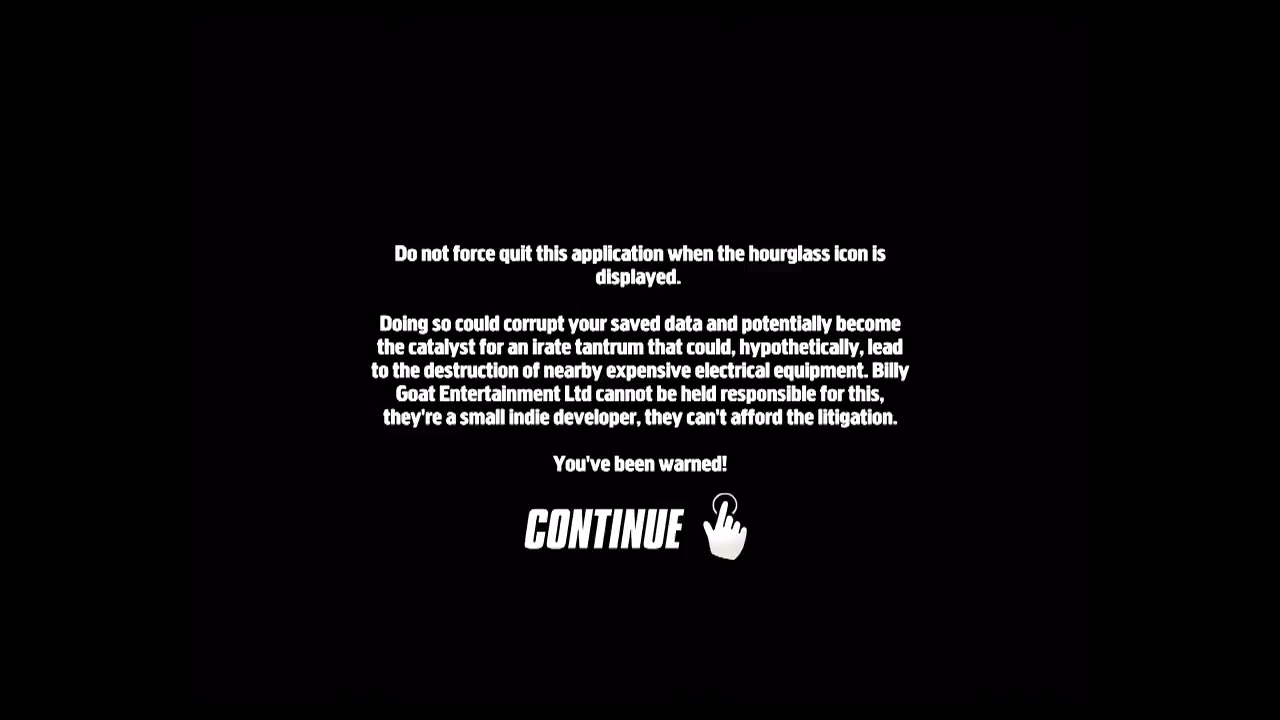 Do not force quit this application when the hourglass icon is
displayed.
Doing so could corrupt your saved data and potentially become
the catalyst for an irate tantrum that could, hypothetically, lead
to the destruction of nearby expensive electrical equipment. Billy
Goat Entertainment Ltd cannot be held responsible for this,
they're a small indie developer, they can't afford the litigation.
You've been warned!
CONTINUE